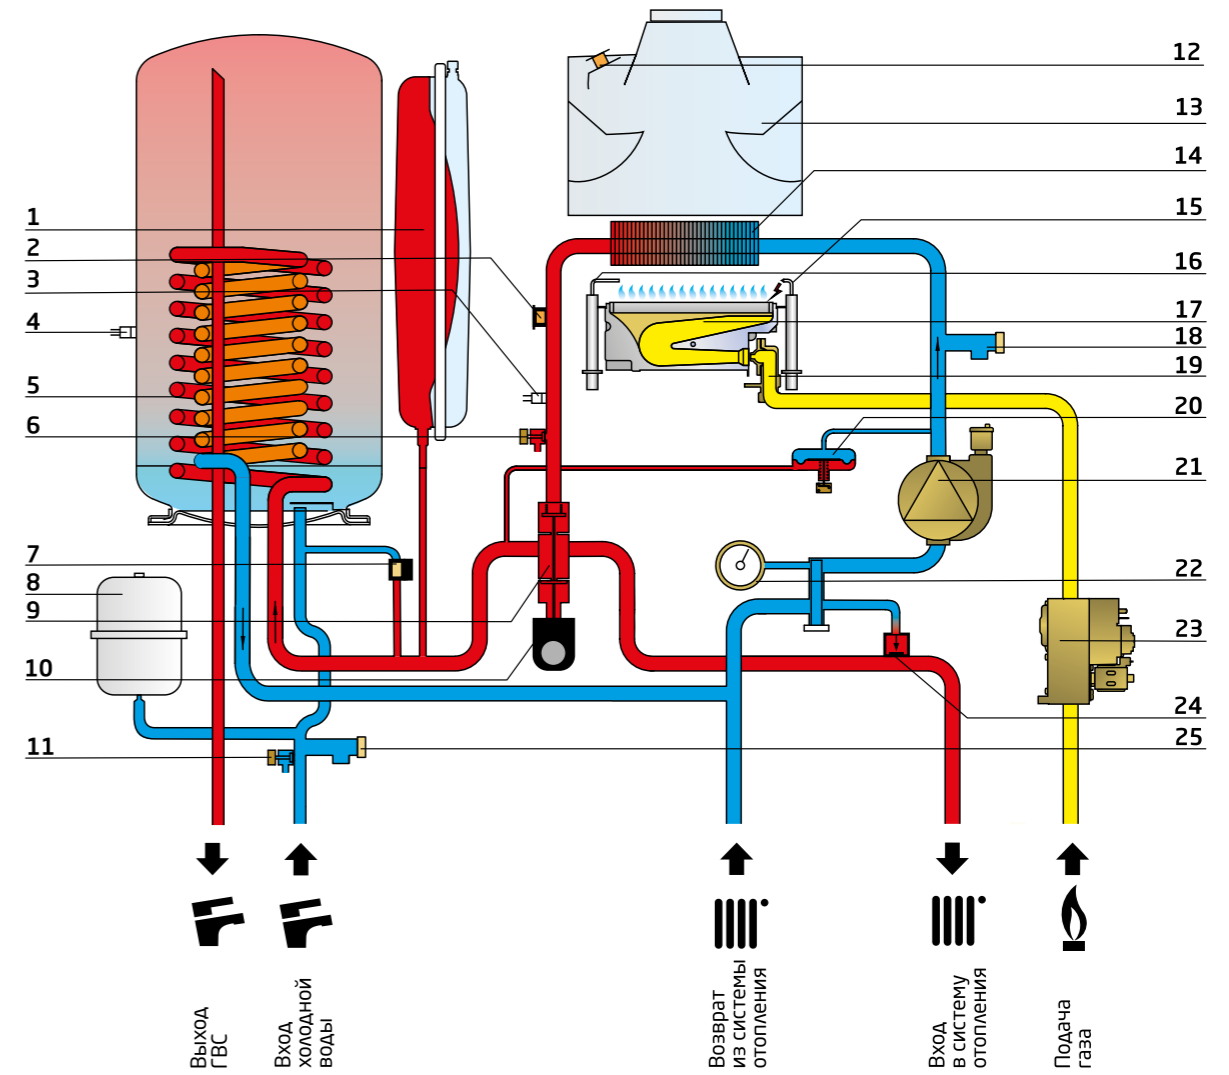 1
2
3
4
5
6
7
8
9
10
11
12
13
14
15
16
17
18
19
20
21
22
23
24
25
Выход
ГВС
Вход
холодной
воды
Возврат
из системы
отопления
Вход
в систему
отопления
Подача
газа